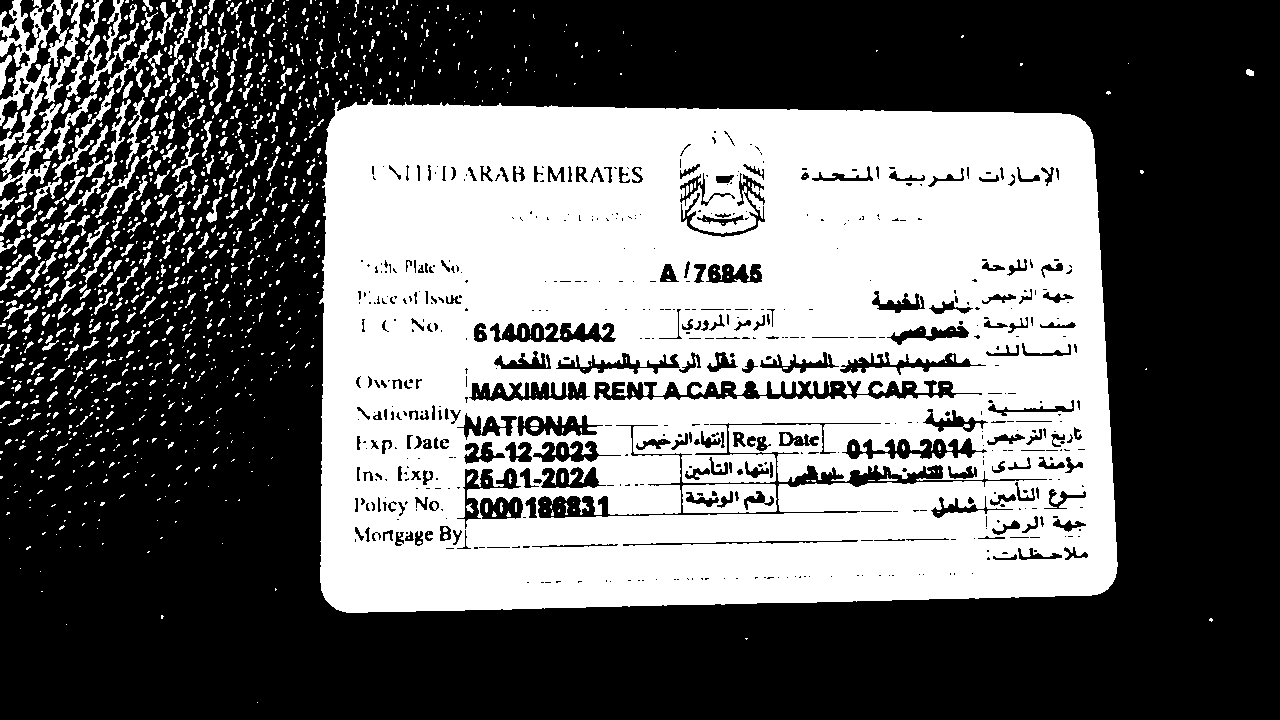 UNITED ARAB EMIRATES الإمارات العربية المتحدة
Traffic Plate No. A / 76845 رقم اللوحة
Place of Issue رأس الخيمة جهة الترخيص
T. C. No. 6140025442 الرمز المروري خصوصي صنف اللوحة
ماكسيمام لتاجير السيارات و نقل الركاب بالسيارات الفخمه المالك
Owner MAXIMUM RENT A CAR & LUXURY CAR TR
Nationality NATIONAL وطنية الجنسية
Exp. Date 25-12-2023 إنتهاء الترخيص Reg. Date 01-10-2014 تاريخ الترخيص
Ins. Exp. 25-01-2024 إنتهاء التأمين اكسا للتامين-الخليج -ابوظبي مؤمنة لدى
Policy No. 3000186831 رقم الوثيقة شامل نوع التأمين
Mortgage By جهة الرهن
ملاحظات: